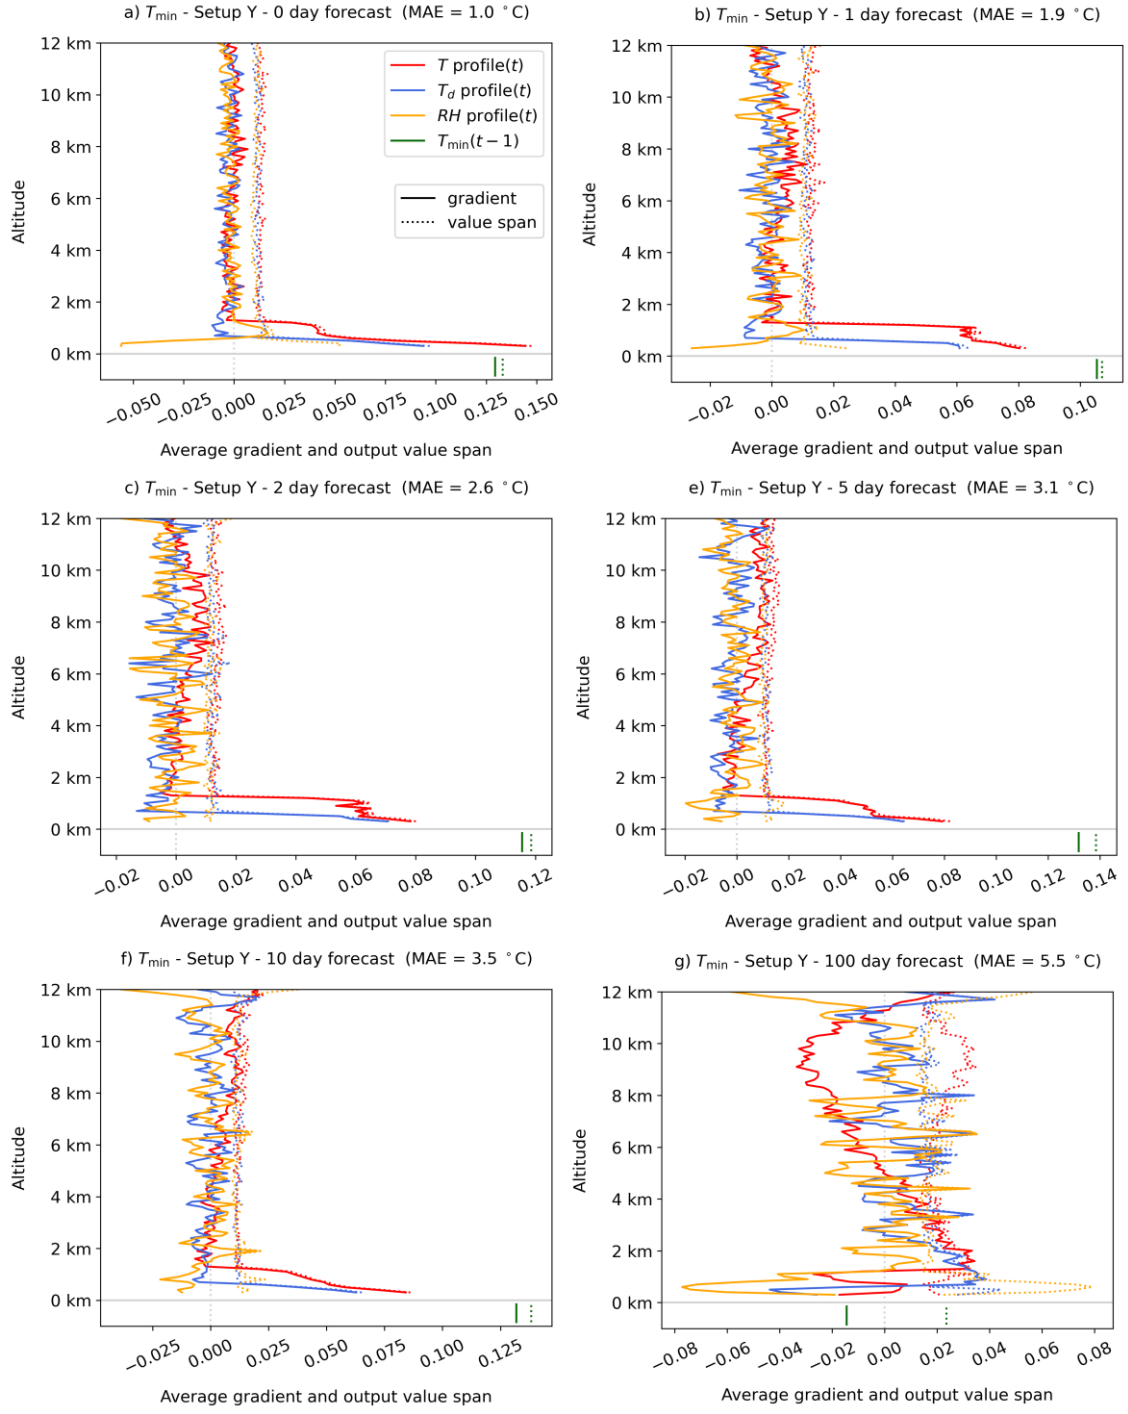 a) Tmin - Setup Y - 0 day forecast (MAE = 1.0 °C)
12 km
10 km
8 km
6 km
4 km
2 km
0 km
Altitude
T profile(t)
Td profile(t)
RH profile(t)
Tmin(t − 1)
gradient
value span
−0.050
−0.025
0.000
0.025
0.050
0.075
0.100
0.125
0.150
Average gradient and output value span
b) Tmin - Setup Y - 1 day forecast (MAE = 1.9 °C)
12 km
10 km
8 km
6 km
4 km
2 km
0 km
Altitude
−0.02
0.00
0.02
0.04
0.06
0.08
0.10
Average gradient and output value span
c) Tmin - Setup Y - 2 day forecast (MAE = 2.6 °C)
12 km
10 km
8 km
6 km
4 km
2 km
0 km
Altitude
−0.02
0.00
0.02
0.04
0.06
0.08
0.10
0.12
Average gradient and output value span
e) Tmin - Setup Y - 5 day forecast (MAE = 3.1 °C)
12 km
10 km
8 km
6 km
4 km
2 km
0 km
Altitude
−0.02
0.00
0.02
0.04
0.06
0.08
0.10
0.12
0.14
Average gradient and output value span
f) Tmin - Setup Y - 10 day forecast (MAE = 3.5 °C)
12 km
10 km
8 km
6 km
4 km
2 km
0 km
Altitude
−0.025
0.000
0.025
0.050
0.075
0.100
0.125
Average gradient and output value span
g) Tmin - Setup Y - 100 day forecast (MAE = 5.5 °C)
12 km
10 km
8 km
6 km
4 km
2 km
0 km
Altitude
−0.08
−0.06
−0.04
−0.02
0.00
0.02
0.04
0.06
0.08
Average gradient and output value span